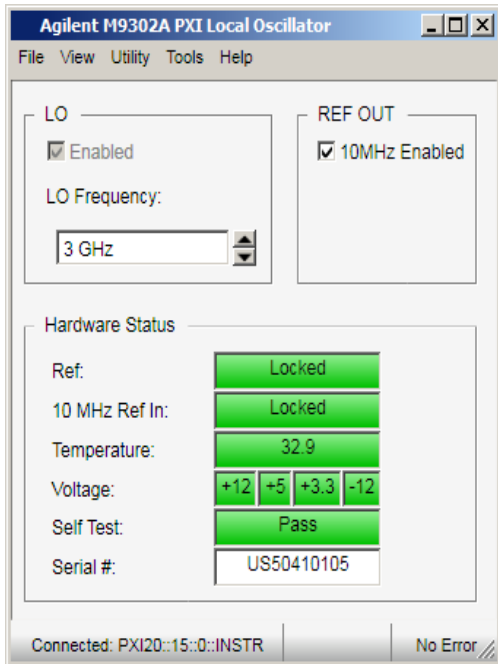 Agilent M9302A PXI Local Oscillator
File View Utility Tools Help
LO
Enabled
LO Frequency:
3 GHz
REF OUT
10MHz Enabled
Hardware Status
Ref: Locked
10 MHz Ref In: Locked
Temperature: 32.9
Voltage: +12 +5 +3.3 -12
Self Test: Pass
Serial #: US50410105
Connected: PXI20::15::0::INSTR No Error